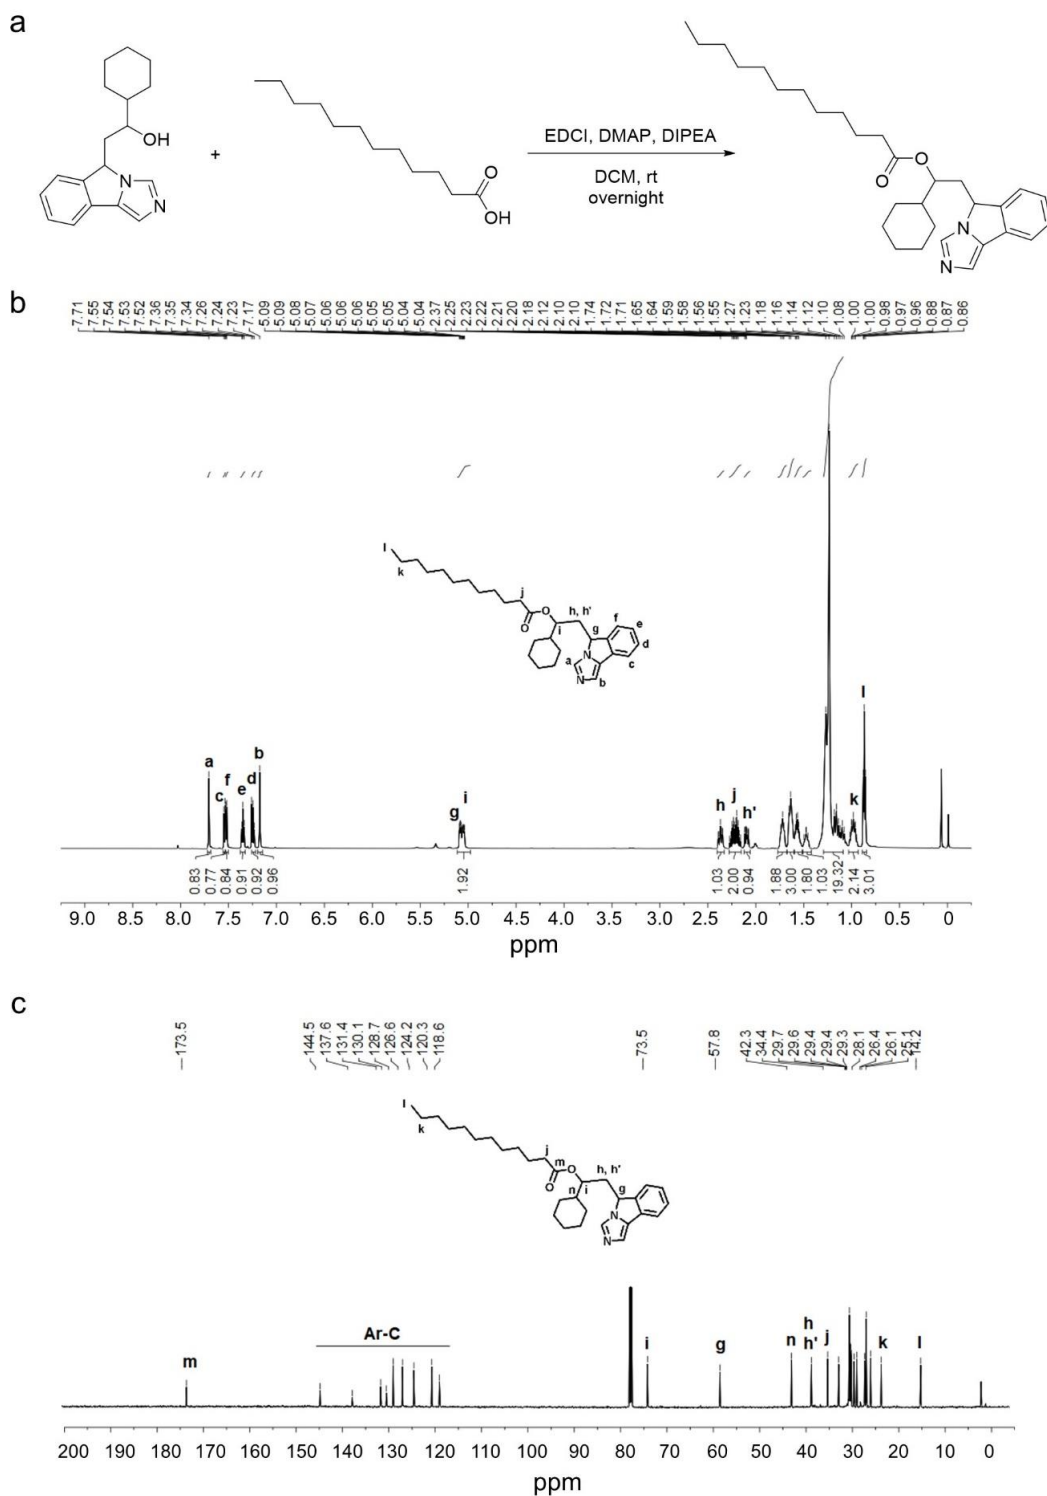 a
OH
+
N
N
O
OH
EDCI, DMAP, DIPEA
DCM, rt
overnight
O
O
N
N
b
7.71 7.55 7.54 7.53 7.52 7.36 7.35 7.34 7.26 7.24 7.23 7.17 5.09 5.09 5.08 5.07 5.06 5.06 5.06 5.05 5.05 5.04 5.04 2.37 2.25 2.23 2.22 2.21 2.20 2.18 2.12 2.10 2.10 1.74 1.72 1.71 1.65 1.64 1.59 1.58 1.56 1.55 1.27 1.23 1.18 1.16 1.14 1.12 1.10 1.08 1.00 1.00 0.98 0.97 0.96 0.88 0.87 0.86
l
k
j
O
O
h, h'
i
g
f
e
d
c
a
N
N
b
a
c
f
e
d
b
g
i
h
j
h'
k
l
0.83 0.77 0.84 0.91 0.92 0.96 1.92 1.03 2.00 0.94 1.88 3.00 1.80 1.03 19.32 2.14 3.01
9.0 8.5 8.0 7.5 7.0 6.5 6.0 5.5 5.0 4.5 4.0 3.5 3.0 2.5 2.0 1.5 1.0 0.5 0
ppm
c
173.5 144.5 137.6 131.4 130.1 128.7 126.6 124.2 120.3 118.6 73.5 57.8 42.3 34.4 29.7 29.6 29.4 29.4 29.3 28.1 26.4 26.1 25.1 14.2
l
k
j
m
O
O
h, h'
n
i
g
N
N
m
Ar-C
i
g
n
h
h'
j
k
l
200 190 180 170 160 150 140 130 120 110 100 90 80 70 60 50 40 30 20 10 0
ppm